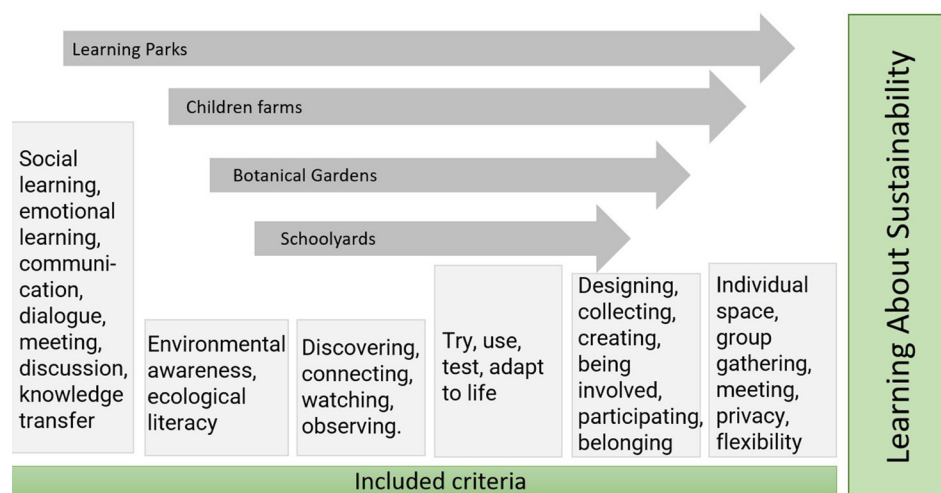 Learning Parks
Children farms
Botanical Gardens
Schoolyards
Social
learning,
emotional
learning,
communi-
cation,
dialogue,
meeting,
discussion,
knowledge
transfer
Environmental
awareness,
ecological
literacy
Discovering,
connecting,
watching,
observing.
Try, use,
test, adapt
to life
Designing,
collecting,
creating,
being
involved,
participating,
belonging
Individual
space,
group
gathering,
meeting,
privacy,
flexibility
Included criteria
Learning About Sustainability